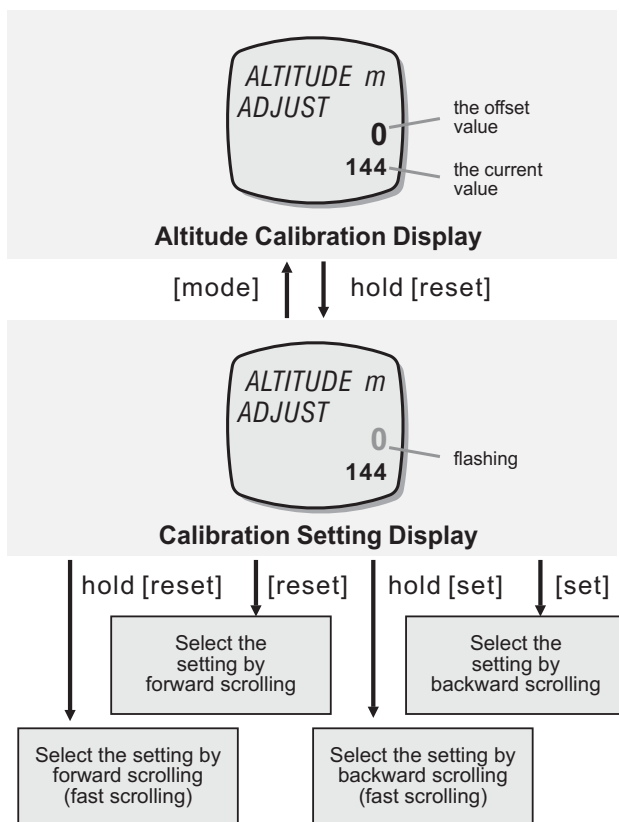 ALTITUDE m
ADJUST
0
144
the offset
value
the current
value
Altitude Calibration Display
[mode]
hold [reset]
ALTITUDE m
ADJUST
0
144
flashing
Calibration Setting Display
hold [reset]
[reset]
hold [set]
[set]
Select the
setting by
forward scrolling
Select the
setting by
backward scrolling
Select the setting by
forward scrolling
(fast scrolling)
Select the setting by
backward scrolling
(fast scrolling)